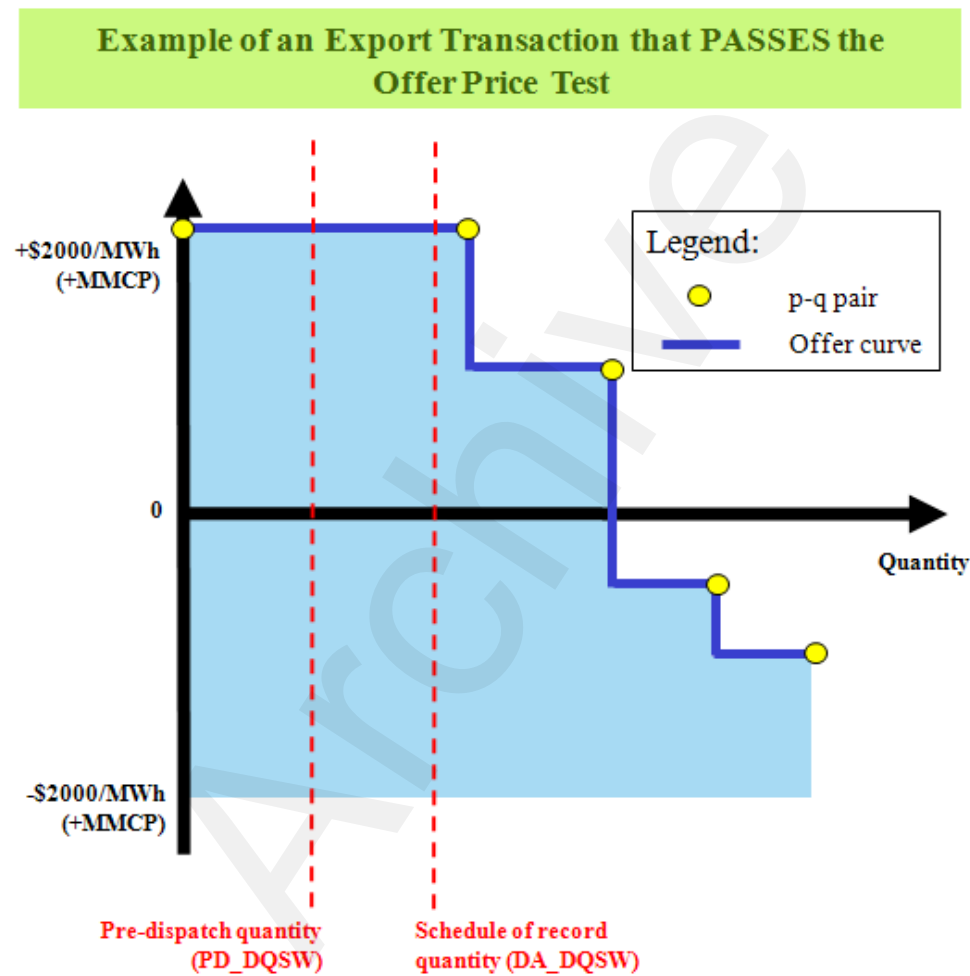 Example of an Export Transaction that PASSES the
Offer Price Test
+$2000/MWh
(+MMCP)
Legend:
p-q pair
Offer curve
0
Quantity
-$2000/MWh
(+MMCP)
Pre-dispatch quantity
(PD_DQSW)
Schedule of record
quantity (DA_DQSW)
Archive